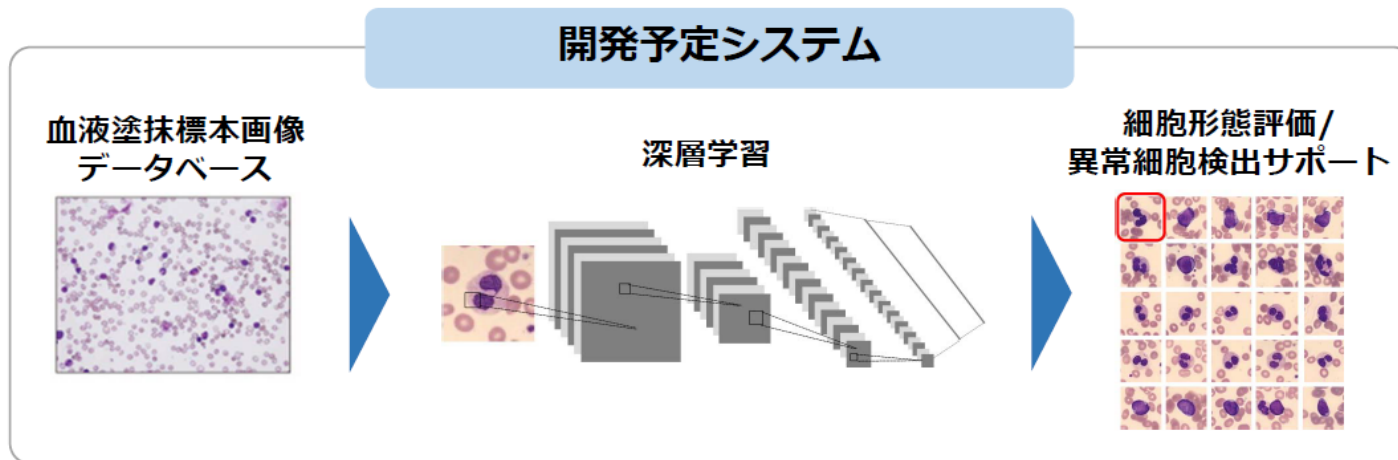 開発予定システム
血液塗抹標本画像
データベース
深層学習
細胞形態評価/
異常細胞検出サポート